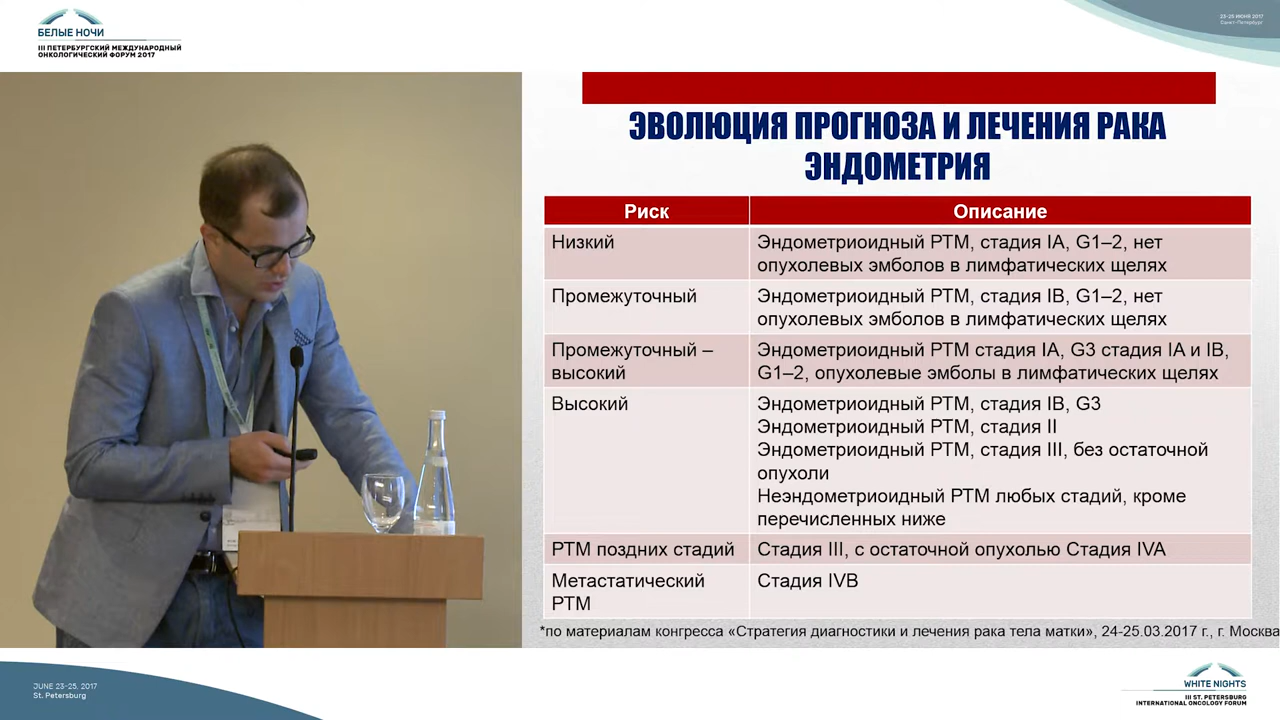 БЕЛЫЕ НОЧИ
III ПЕТЕРБУРГСКИЙ МЕЖДУНАРОДНЫЙ
ОНКОЛОГИЧЕСКИЙ ФОРУМ 2017
23-25 ИЮНЯ 2017
Санкт-Петербург
ЭВОЛЮЦИЯ ПРОГНОЗА И ЛЕЧЕНИЯ РАКА
ЭНДОМЕТРИЯ
Риск
Описание
Низкий
Эндометриоидный РТМ, стадия IA, G1–2, нет
опухолевых эмболов в лимфатических щелях
Промежуточный
Эндометриоидный РТМ, стадия IB, G1–2, нет
опухолевых эмболов в лимфатических щелях
Промежуточный –
высокий
Эндометриоидный РТМ стадия IA, G3 стадия IA и IB,
G1–2, опухолевые эмболы в лимфатических щелях
Высокий
Эндометриоидный РТМ, стадия IB, G3
Эндометриоидный РТМ, стадия II
Эндометриоидный РТМ, стадия III, без остаточной
опухоли
Неэндометриоидный РТМ любых стадий, кроме
перечисленных ниже
РТМ поздних стадий
Стадия III, с остаточной опухолью Стадия IVA
Метастатический
РТМ
Стадия IVB
*по материалам конгресса «Стратегия диагностики и лечения рака тела матки», 24-25.03.2017 г., г. Москва
JUNE 23-25, 2017
St. Petersburg
WHITE NIGHTS
III ST. PETERSBURG
INTERNATIONAL ONCOLOGY FORUM